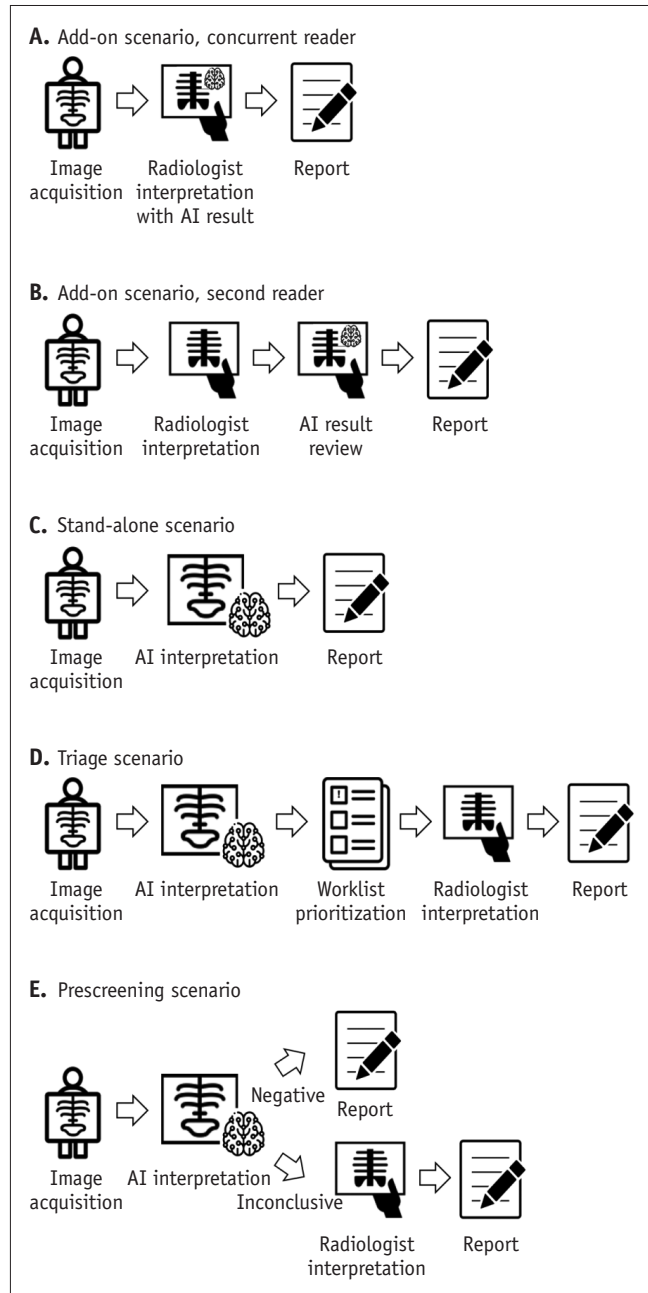 A. Add-on scenario, concurrent reader
Image
acquisition
Radiologist
interpretation
with AI result
Report
B. Add-on scenario, second reader
Image
acquisition
Radiologist
interpretation
AI result
review
Report
C. Stand-alone scenario
Image
acquisition
AI interpretation
Report
D. Triage scenario
!
Image
acquisition
AI interpretation
Worklist
prioritization
Radiologist
interpretation
Report
E. Prescreening scenario
Image
acquisition
AI interpretation
Negative
Report
Inconclusive
Radiologist
interpretation
Report